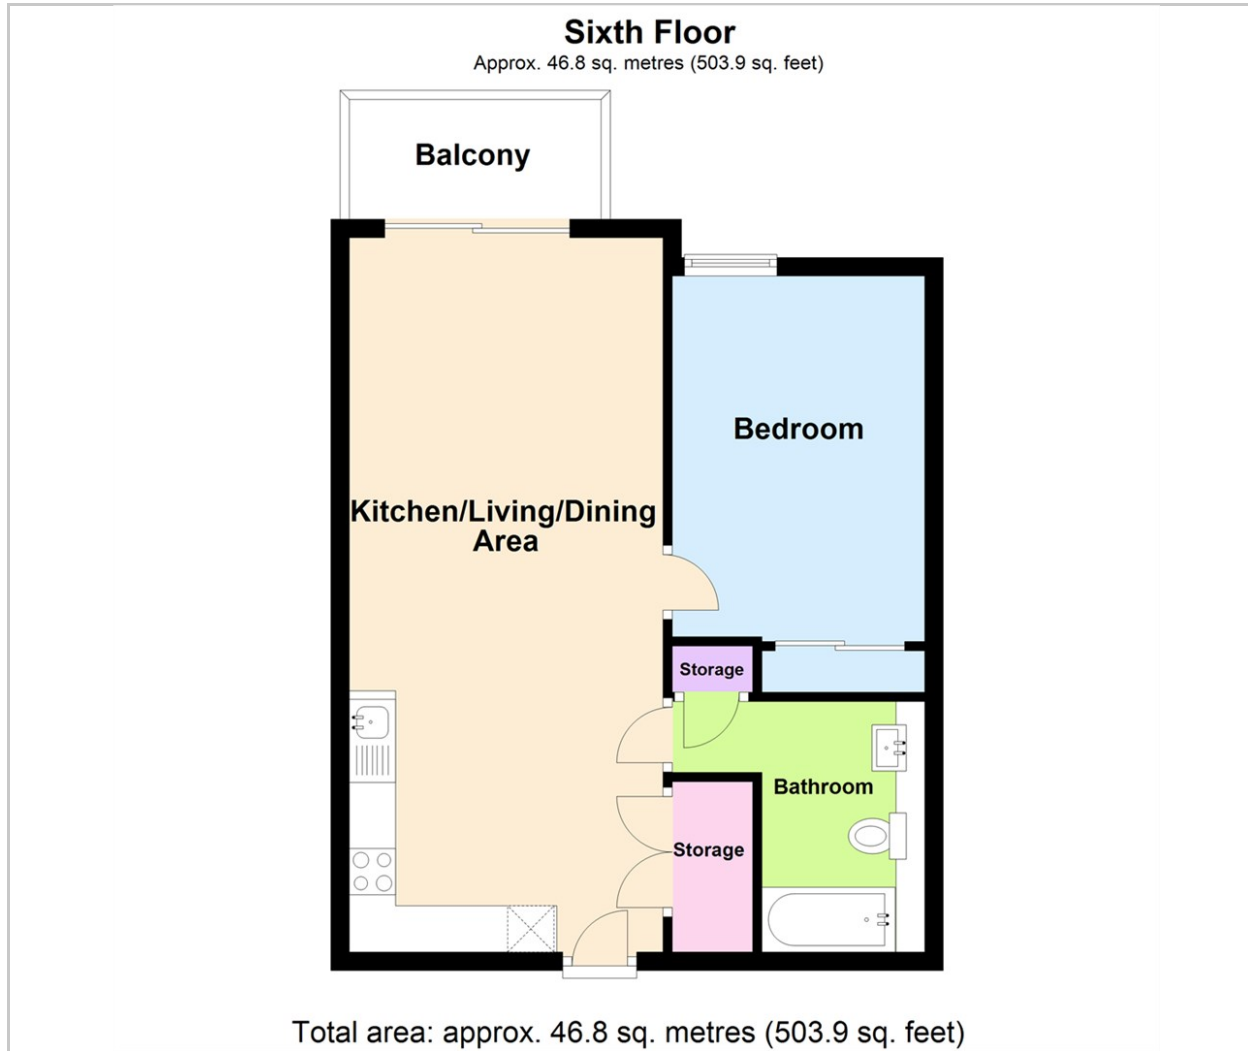 Sixth Floor
Approx. 46.8 sq. metres (503.9 sq. feet)
Balcony
Bedroom
Kitchen/Living/Dining
Area
Storage
Bathroom
Storage
Total area: approx. 46.8 sq. metres (503.9 sq. feet)